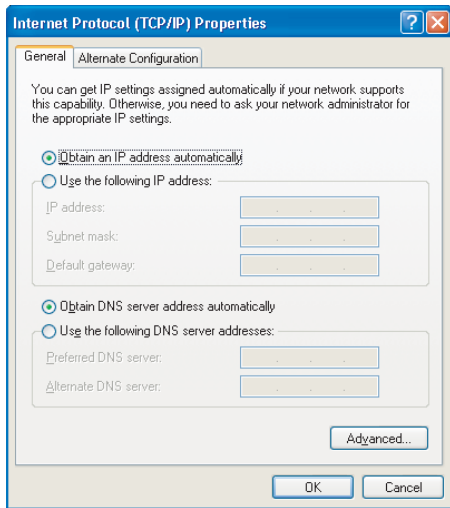 Internet Protocol (TCP/IP) Properties
General
Alternate Configuration
You can get IP settings assigned automatically if your network supports
this capability. Otherwise, you need to ask your network administrator for
the appropriate IP settings.
Obtain an IP address automatically
Use the following IP address:
IP address:
Subnet mask:
Default gateway:
Obtain DNS server address automatically
Use the following DNS server addresses:
Preferred DNS server:
Alternate DNS server:
Advanced...
OK
Cancel